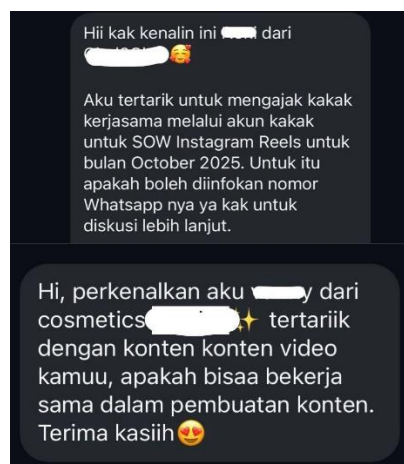 Hii kak kenalin ini dari
🥰
Aku tertarik untuk mengajak kakak
kerjasama melalui akun kakak
untuk SOW Instagram Reels untuk
bulan October 2025. Untuk itu
apakah boleh diinfokan nomor
Whatsapp nya ya kak untuk
diskusi lebih lanjut.
Hi, perkenalkan aku y dari
cosmetics ✨ tertariik
dengan konten konten video
kamuu, apakah bisaa bekerja
sama dalam pembuatan konten.
Terima kasiih😍